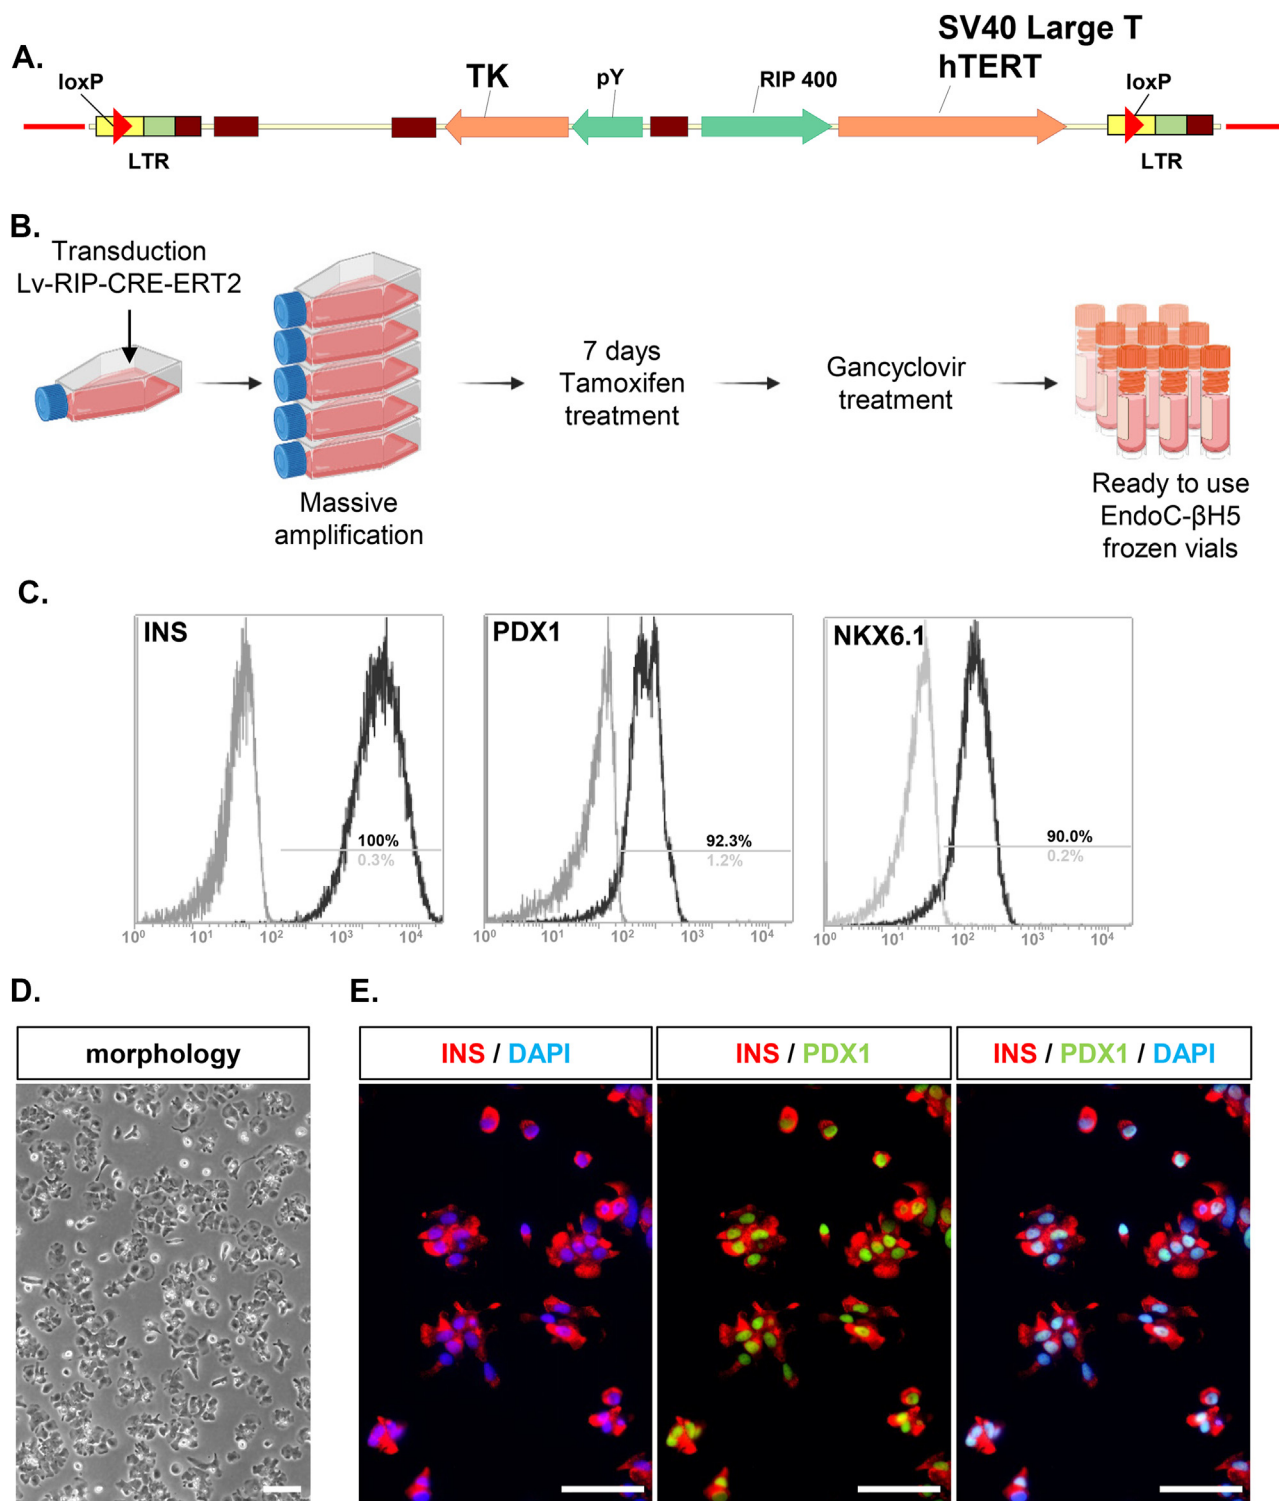 A.
SV40 Large T
hTERT
loxP
TK
pY
RIP 400
loxP
LTR
LTR
B.
Transduction
Lv-RIP-CRE-ERT2
Massive
amplification
7 days
Tamoxifen
treatment
Gancyclovir
treatment
Ready to use
EndoC-βH5
frozen vials
C.
INS
100%
0.3%
10⁰ 10¹ 10² 10³ 10⁴
PDX1
92.3%
1.2%
10⁰ 10¹ 10² 10³ 10⁴
NKX6.1
90.0%
0.2%
10⁰ 10¹ 10² 10³ 10⁴
D.
morphology
E.
INS / DAPI
INS / PDX1
INS / PDX1 / DAPI